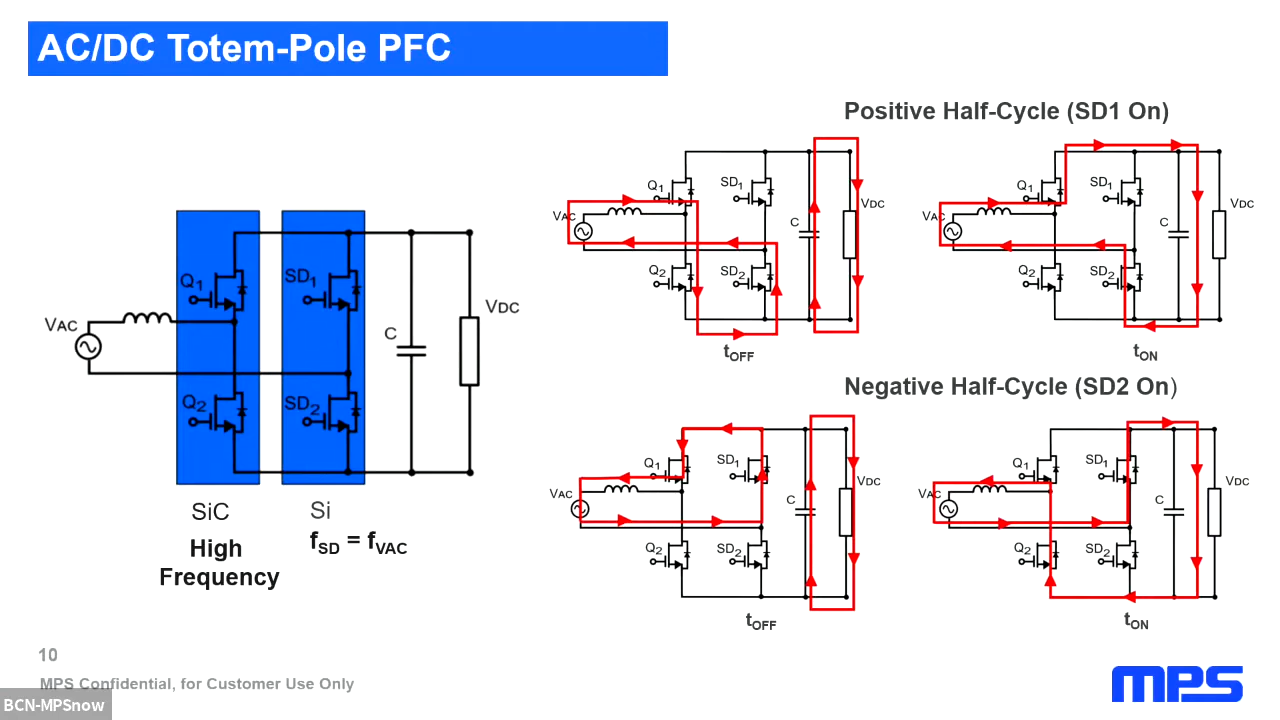 AC/DC Totem-Pole PFC
Positive Half-Cycle (SD1 On)
Q1
SD1
VAC
C
VDC
Q2
SD2
tOFF
Q1
SD1
VAC
C
VDC
Q2
SD2
tON
Q1
SD1
VAC
C
VDC
Q2
SD2
SiC
Si
High
Frequency
fSD = fVAC
Negative Half-Cycle (SD2 On)
Q1
SD1
VAC
C
VDC
Q2
SD2
tOFF
Q1
SD1
VAC
C
VDC
Q2
SD2
tON
10
MPS Confidential, for Customer Use Only
BCN-MPSnow
MPS